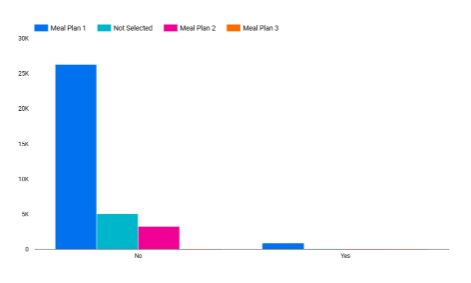 Meal Plan 1 Not Selected Meal Plan 2 Meal Plan 3
30K
25K
20K
15K
10K
5K
0
No Yes